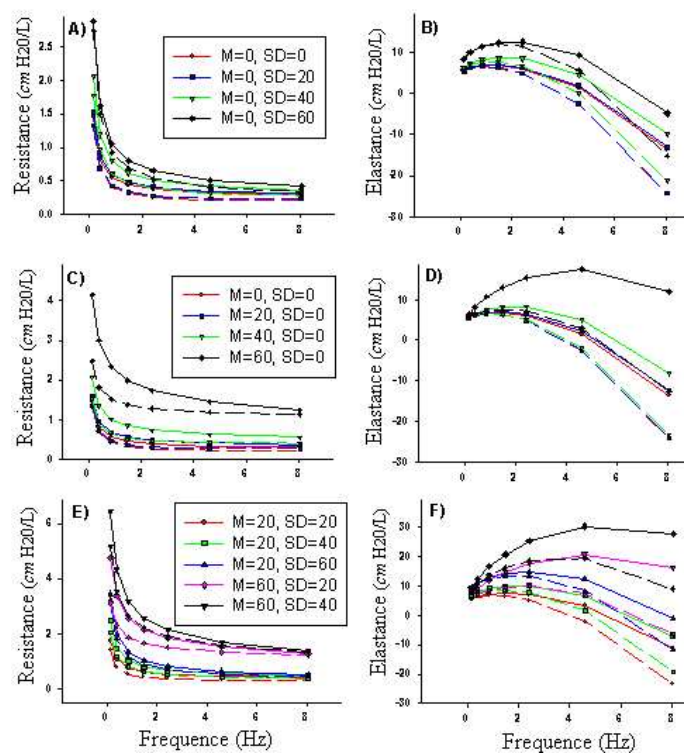 A)
Resistance (cm H20/L)
3.0
2.5
2.0
1.5
1.0
0.5
0.0
M=0, SD=0
M=0, SD=20
M=0, SD=40
M=0, SD=60
0 2 4 6 8
B)
Elastance (cm H20/L)
20
10
0
-10
-20
-30
0 2 4 6 8
C)
Resistance (cm H20/L)
4
2
1
0
M=0, SD=0
M=20, SD=0
M=40, SD=0
M=60, SD=0
0 2 4 6 8
D)
Elastance (cm H20/L)
10
0
-10
-20
-30
0 2 4 6 8
E)
Resistance (cm H20/L)
6
4
2
0
M=20, SD=20
M=20, SD=40
M=20, SD=60
M=60, SD=20
M=60, SD=40
0 2 4 6 8
Frequence (Hz)
F)
Elastance (cm H20/L)
40
30
20
10
0
-10
-20
-30
0 2 4 6 8
Frequence (Hz)